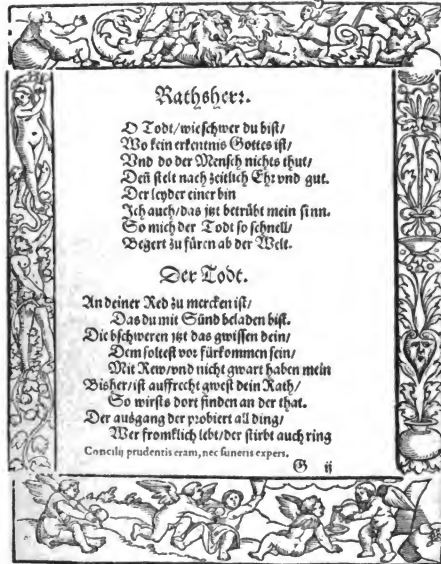 Rathsherr.
O Todt/wie schwer du bist/
Wo kein erkentnis Gottes ist/
Vnd do der Mensch nichts thut/
Deñ stelt nach zeitlich Ehr vnd gut.
Der leyder einer bin
Ich auch/das jtzt betrübt mein sinn.
So mich der Todt so schnell/
Begert zu füren ab der Welt.
Der Todt.
An deiner Red zu mercken ist/
Das du mit Sünd beladen bist.
Die bschweren jtzt das gwissen dein/
Dem soltest vor fürkommen sein/
Mit Rew/vnd nicht gwart haben mein
Bisher/ist auffrecht gwest dein Rath/
So wirsts dort finden an der that.
Der ausgang der probiert all ding/
Wer fromklich lebt/der stirbt auch ring
Concilij prudentis eram, nec funeris expers.
G ij